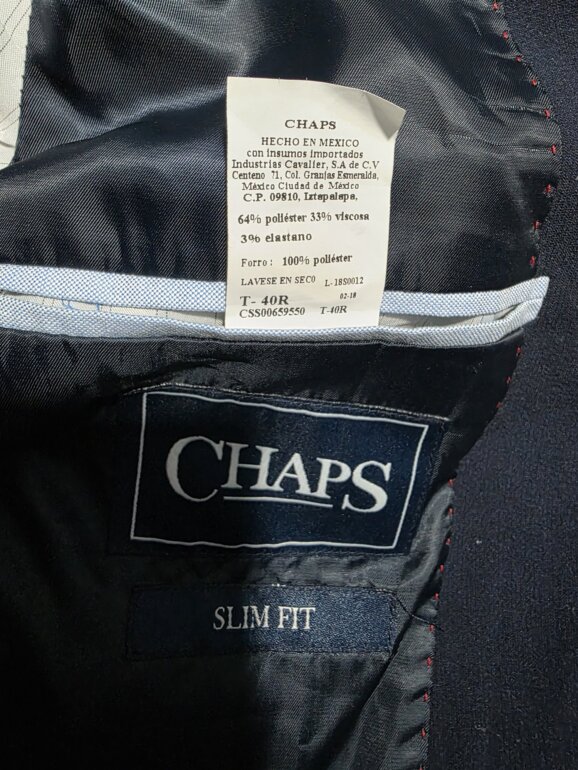 CHAPS
HECHO EN MEXICO
con insumos importados
Industrias Cavalier, S.A de C.V
Centeno 71, Col. Granjas Esmeralda,
México Ciudad de México
C.P. 09810, Iztapalapa,
64% poliéster 33% viscosa
3% elastano
Forro: 100% poliéster
LAVESE EN SECO L-18S0012
T- 40R 02-18
CSS00659550 T-40R
CHAPS
SLIM FIT